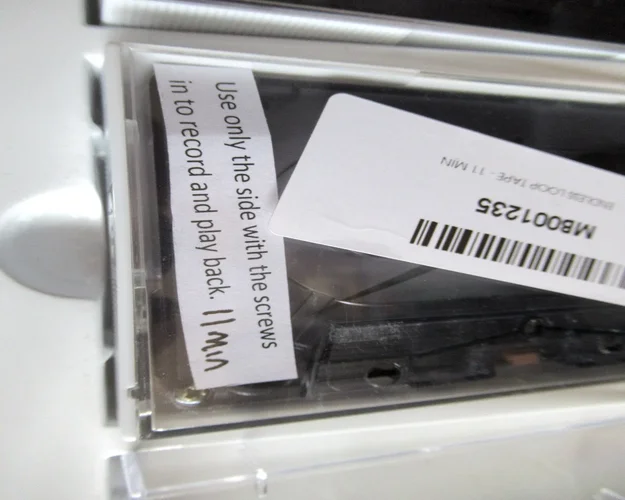 Use only the side with the screws
in to record and play back. 11 MIN
ENDLESS LOOP TAPE - 11 MIN
MB001235